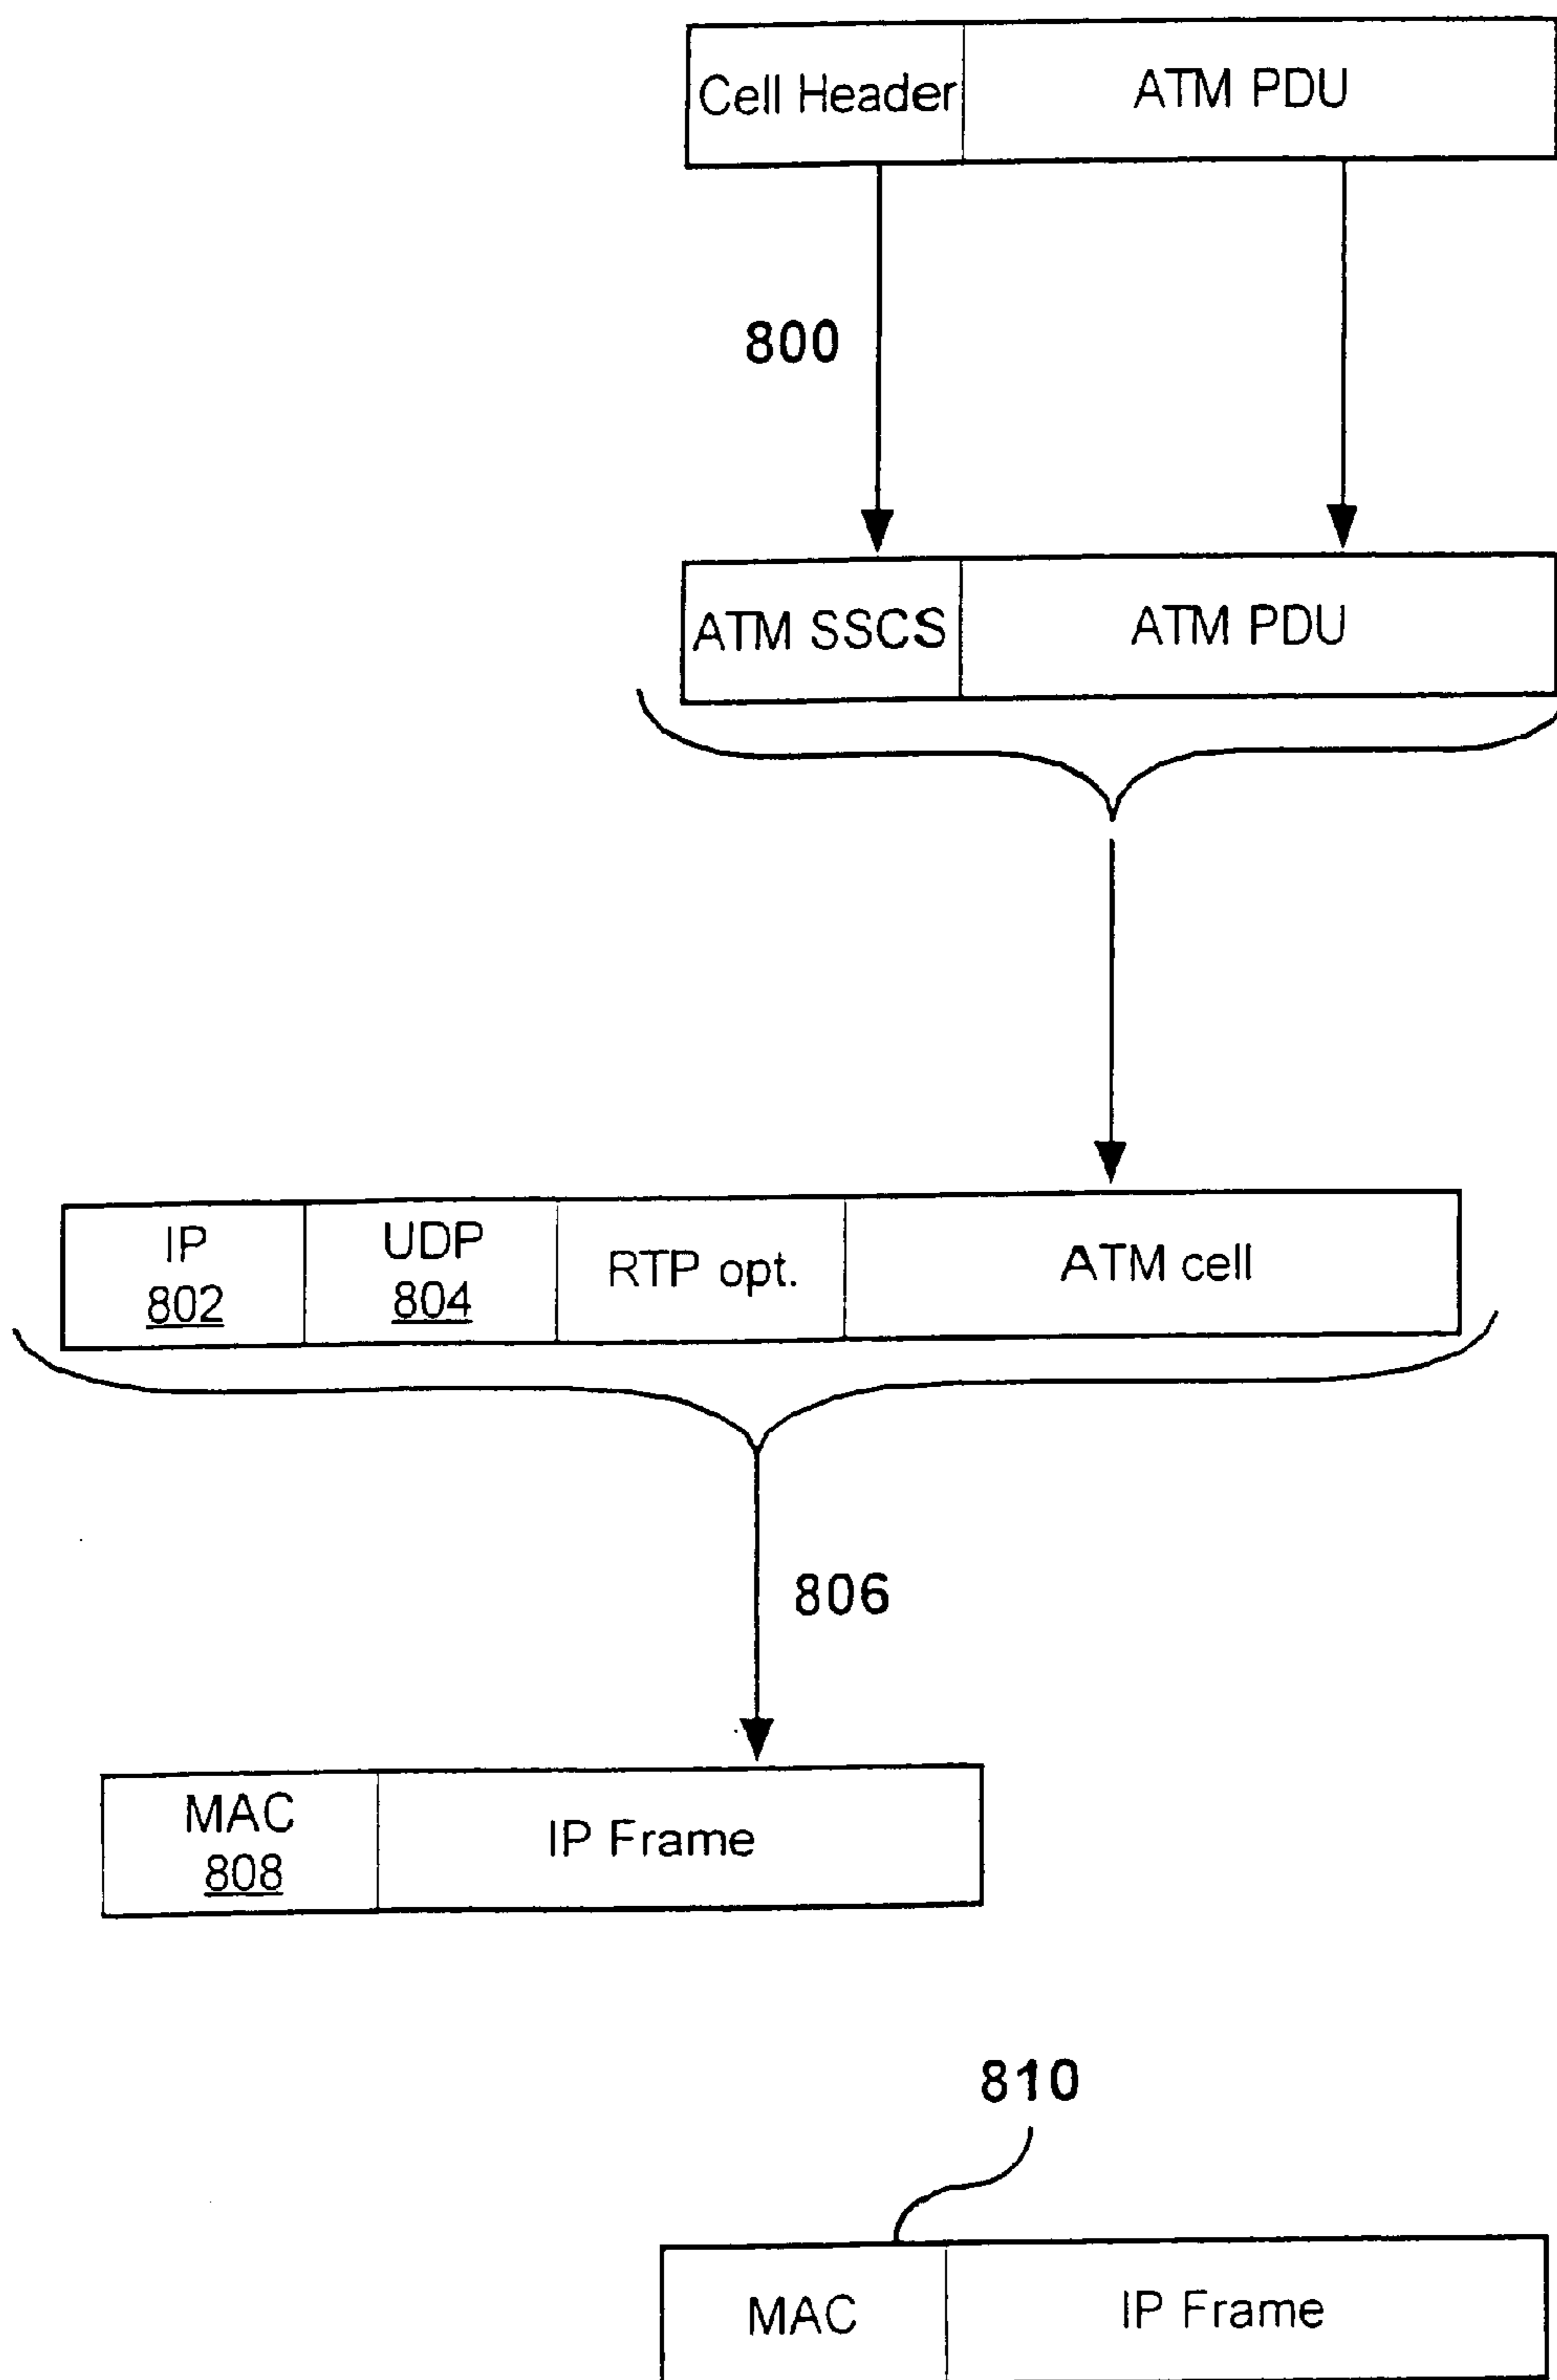 Cell Header ATM PDU
800
ATM SSCS ATM PDU
IP UDP RTP opt. ATM cell
802 804
806
MAC IP Frame
808
810
MAC IP Frame